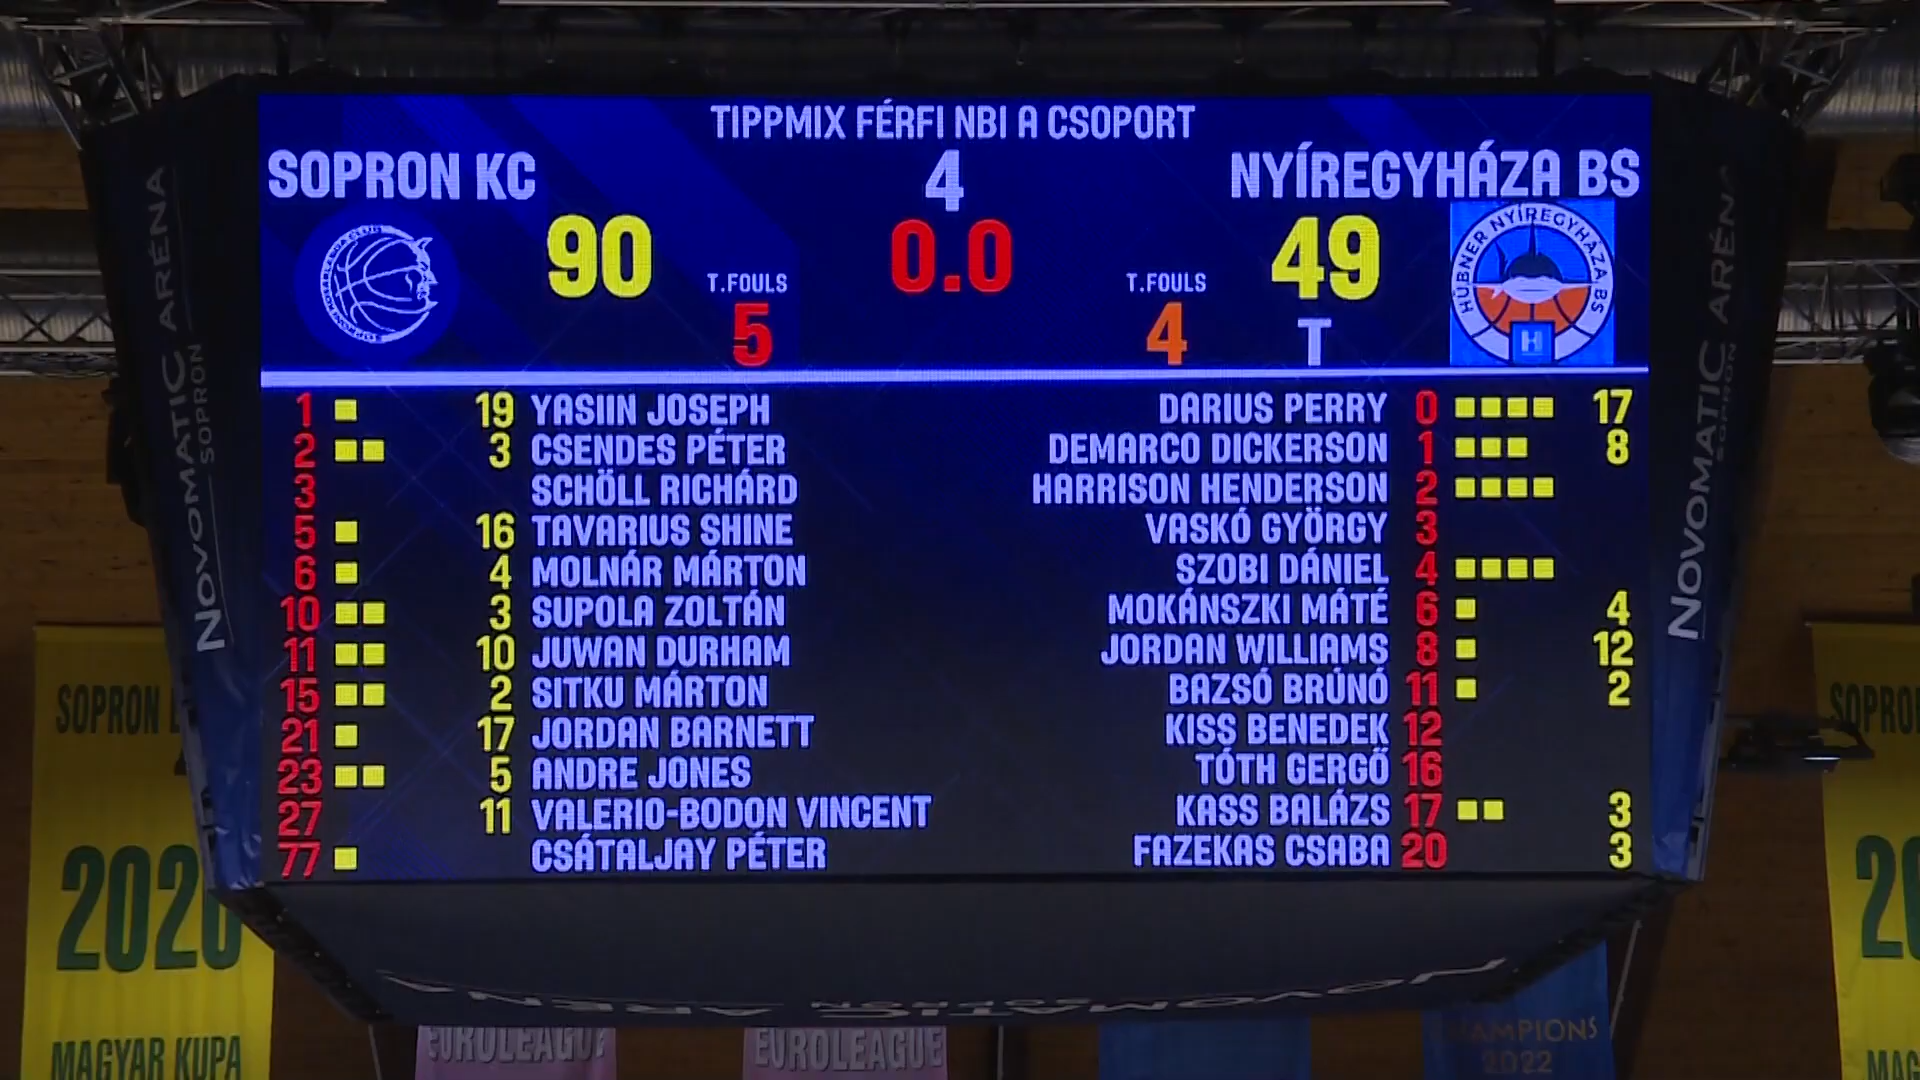 TIPPMIX FÉRFI NBI A CSOPORT
SOPRON KC 4 NYÍREGYHÁZA BS
90 0.0 49
T.FOULS T.FOULS
5 4 T
HÜBNER NYÍREGYHÁZA BS
H
1 19 YASIIN JOSEPH DARIUS PERRY 0 17
2 3 CSENDES PÉTER DEMARCO DICKERSON 1 8
3 SCHÖLL RICHÁRD HARRISON HENDERSON 2
5 16 TAVARIUS SHINE VASKÓ GYÖRGY 3
6 4 MOLNÁR MÁRTON SZOBI DÁNIEL 4
10 3 SUPOLA ZOLTÁN MOKÁNSZKI MÁTÉ 6 4
11 10 JUWAN DURHAM JORDAN WILLIAMS 8 12
15 2 SITKU MÁRTON BAZSÓ BRÚNÓ 11 2
21 17 JORDAN BARNETT KISS BENEDEK 12
23 5 ANDRE JONES TÓTH GERGŐ 16
27 11 VALERIO-BODON VINCENT KASS BALÁZS 17 3
77 CSÁTALJAY PÉTER FAZEKAS CSABA 20 3
NOVOMATIC ARÉNA
SOPRON
NOVOMATIC ARÉNA
SOPRON
SOPRON
2020
MAGYAR KUPA
EUROLEAGUE
EUROLEAGUE
CHAMPIONS
2022